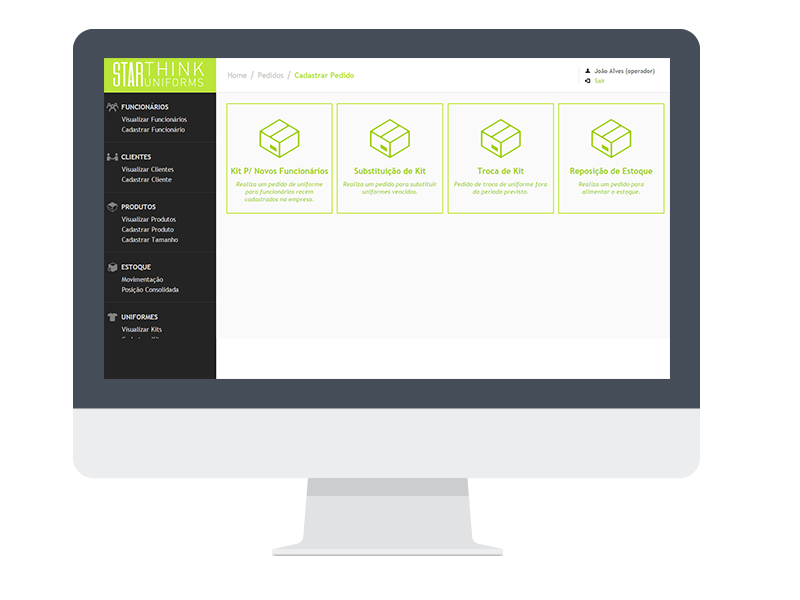 STARTHINK
UNIFORMS
Home / Pedidos / Cadastrar Pedido
João Alves (operador)
Sair
FUNCIONÁRIOS
Visualizar Funcionários
Cadastrar Funcionário
CLIENTES
Visualizar Clientes
Cadastrar Cliente
PRODUTOS
Visualizar Produtos
Cadastrar Produto
Cadastrar Tamanho
ESTOQUE
Movimentação
Posição Consolidada
UNIFORMES
Visualizar Kits
Kit P/ Novos Funcionários
Realiza um pedido de uniforme
para funcionários recém
cadastrados na empresa.
Substituição de Kit
Realiza um pedido para substituir
uniformes vencidos.
Troca de Kit
Pedido de troca de uniforme fora
do período previsto.
Reposição de Estoque
Realiza um pedido para
alimentar o estoque.